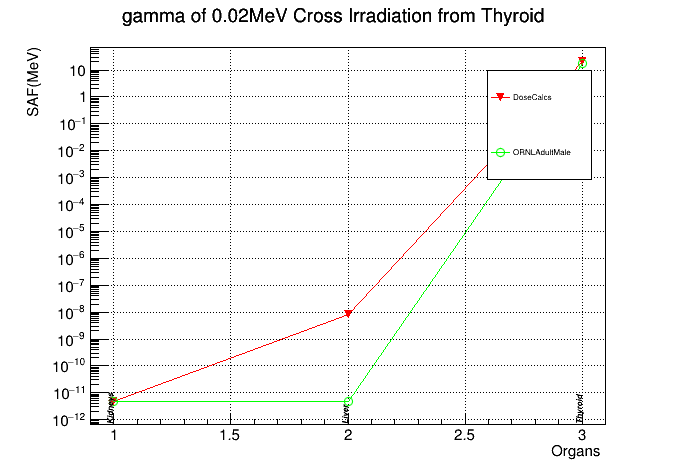 gamma of 0.02MeV Cross Irradiation from Thyroid
SAF(MeV)
10
1
10⁻¹
10⁻²
10⁻³
10⁻⁴
10⁻⁵
10⁻⁶
10⁻⁷
10⁻⁸
10⁻⁹
10⁻¹⁰
10⁻¹¹
10⁻¹²
DoseCalcs
ORNLAdultMale
Kidneys
Liver
Thyroid
1
1.5
2
2.5
3
Organs